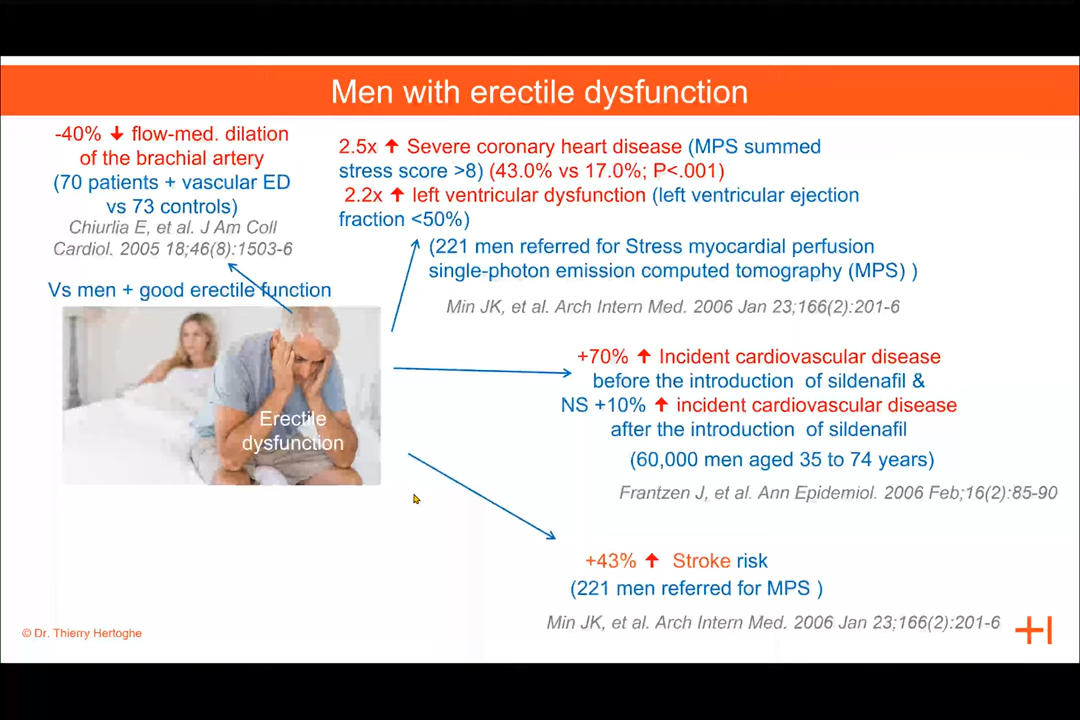 Men with erectile dysfunction
-40% ↓ flow-med. dilation
of the brachial artery
(70 patients + vascular ED
vs 73 controls)
Chiurlia E, et al. J Am Coll
Cardiol. 2005 18;46(8):1503-6
Vs men + good erectile function
2.5x ↑ Severe coronary heart disease (MPS summed
stress score >8) (43.0% vs 17.0%; P<.001)
2.2x ↑ left ventricular dysfunction (left ventricular ejection
fraction <50%)
(221 men referred for Stress myocardial perfusion
single-photon emission computed tomography (MPS) )
Min JK, et al. Arch Intern Med. 2006 Jan 23;166(2):201-6
Erectile
dysfunction
+70% ↑ Incident cardiovascular disease
before the introduction of sildenafil &
NS +10% ↑ incident cardiovascular disease
after the introduction of sildenafil
(60,000 men aged 35 to 74 years)
Frantzen J, et al. Ann Epidemiol. 2006 Feb;16(2):85-90
+43% ↑ Stroke risk
(221 men referred for MPS )
Min JK, et al. Arch Intern Med. 2006 Jan 23;166(2):201-6
© Dr. Thierry Hertoghe